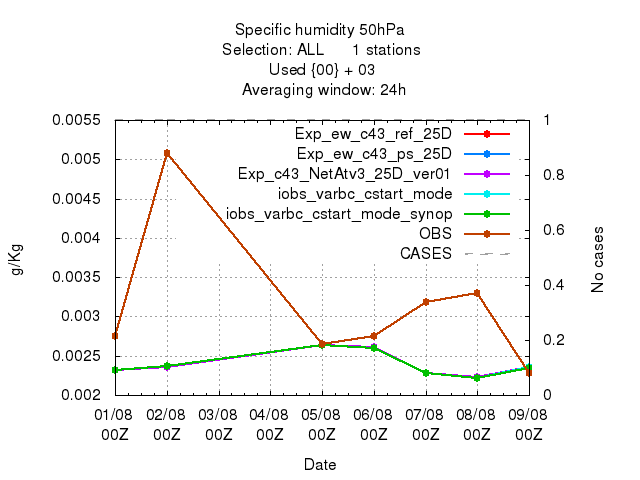 Specific humidity 50hPa
Selection: ALL 1 stations
Used {00} + 03
Averaging window: 24h
0.0055
0.005
0.0045
0.004
0.0035
0.003
0.0025
0.002
g/Kg
Exp_ew_c43_ref_25D
Exp_ew_c43_ps_25D
Exp_c43_NetAtv3_25D_ver01
iobs_varbc_cstart_mode
iobs_varbc_cstart_mode_synop
OBS
CASES
1
0.8
0.6
0.4
0.2
0
No cases
01/08 02/08 03/08 04/08 05/08 06/08 07/08 08/08 09/08
00Z 00Z 00Z 00Z 00Z 00Z 00Z 00Z 00Z
Date